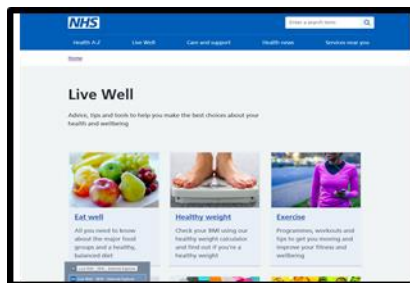 NHS
Enter a search term
Health A-Z Live Well Care and support Health news Services near you
Home
Live Well
Advice, tips and tools to help you make the best choices about your
health and wellbeing
Eat well
All you need to know
about the major food
groups and a healthy,
balanced diet
Healthy weight
Check your BMI using our
healthy weight calculator
and find out if you're a
healthy weight
Exercise
Programmes, workouts and
tips to get you moving and
improve your fitness and
wellbeing